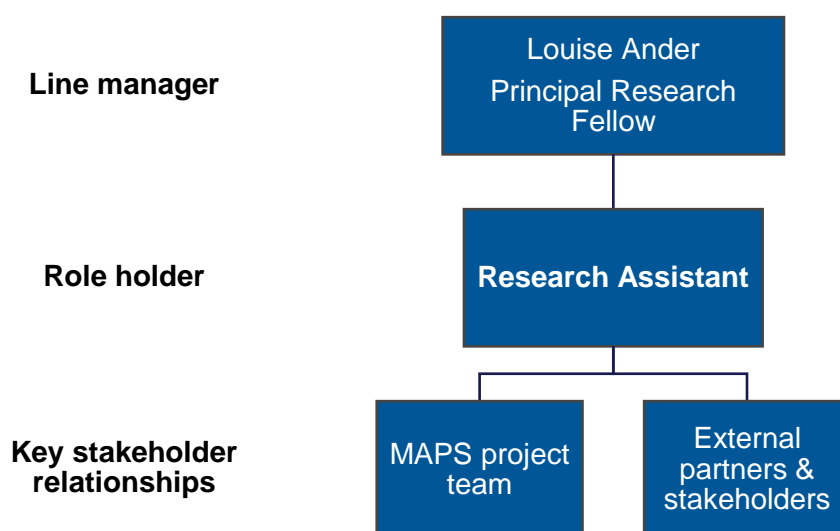 Line manager
Louise Ander
Principal Research
Fellow
Role holder
Research Assistant
Key stakeholder
relationships
MAPS project
team
External
partners &
stakeholders